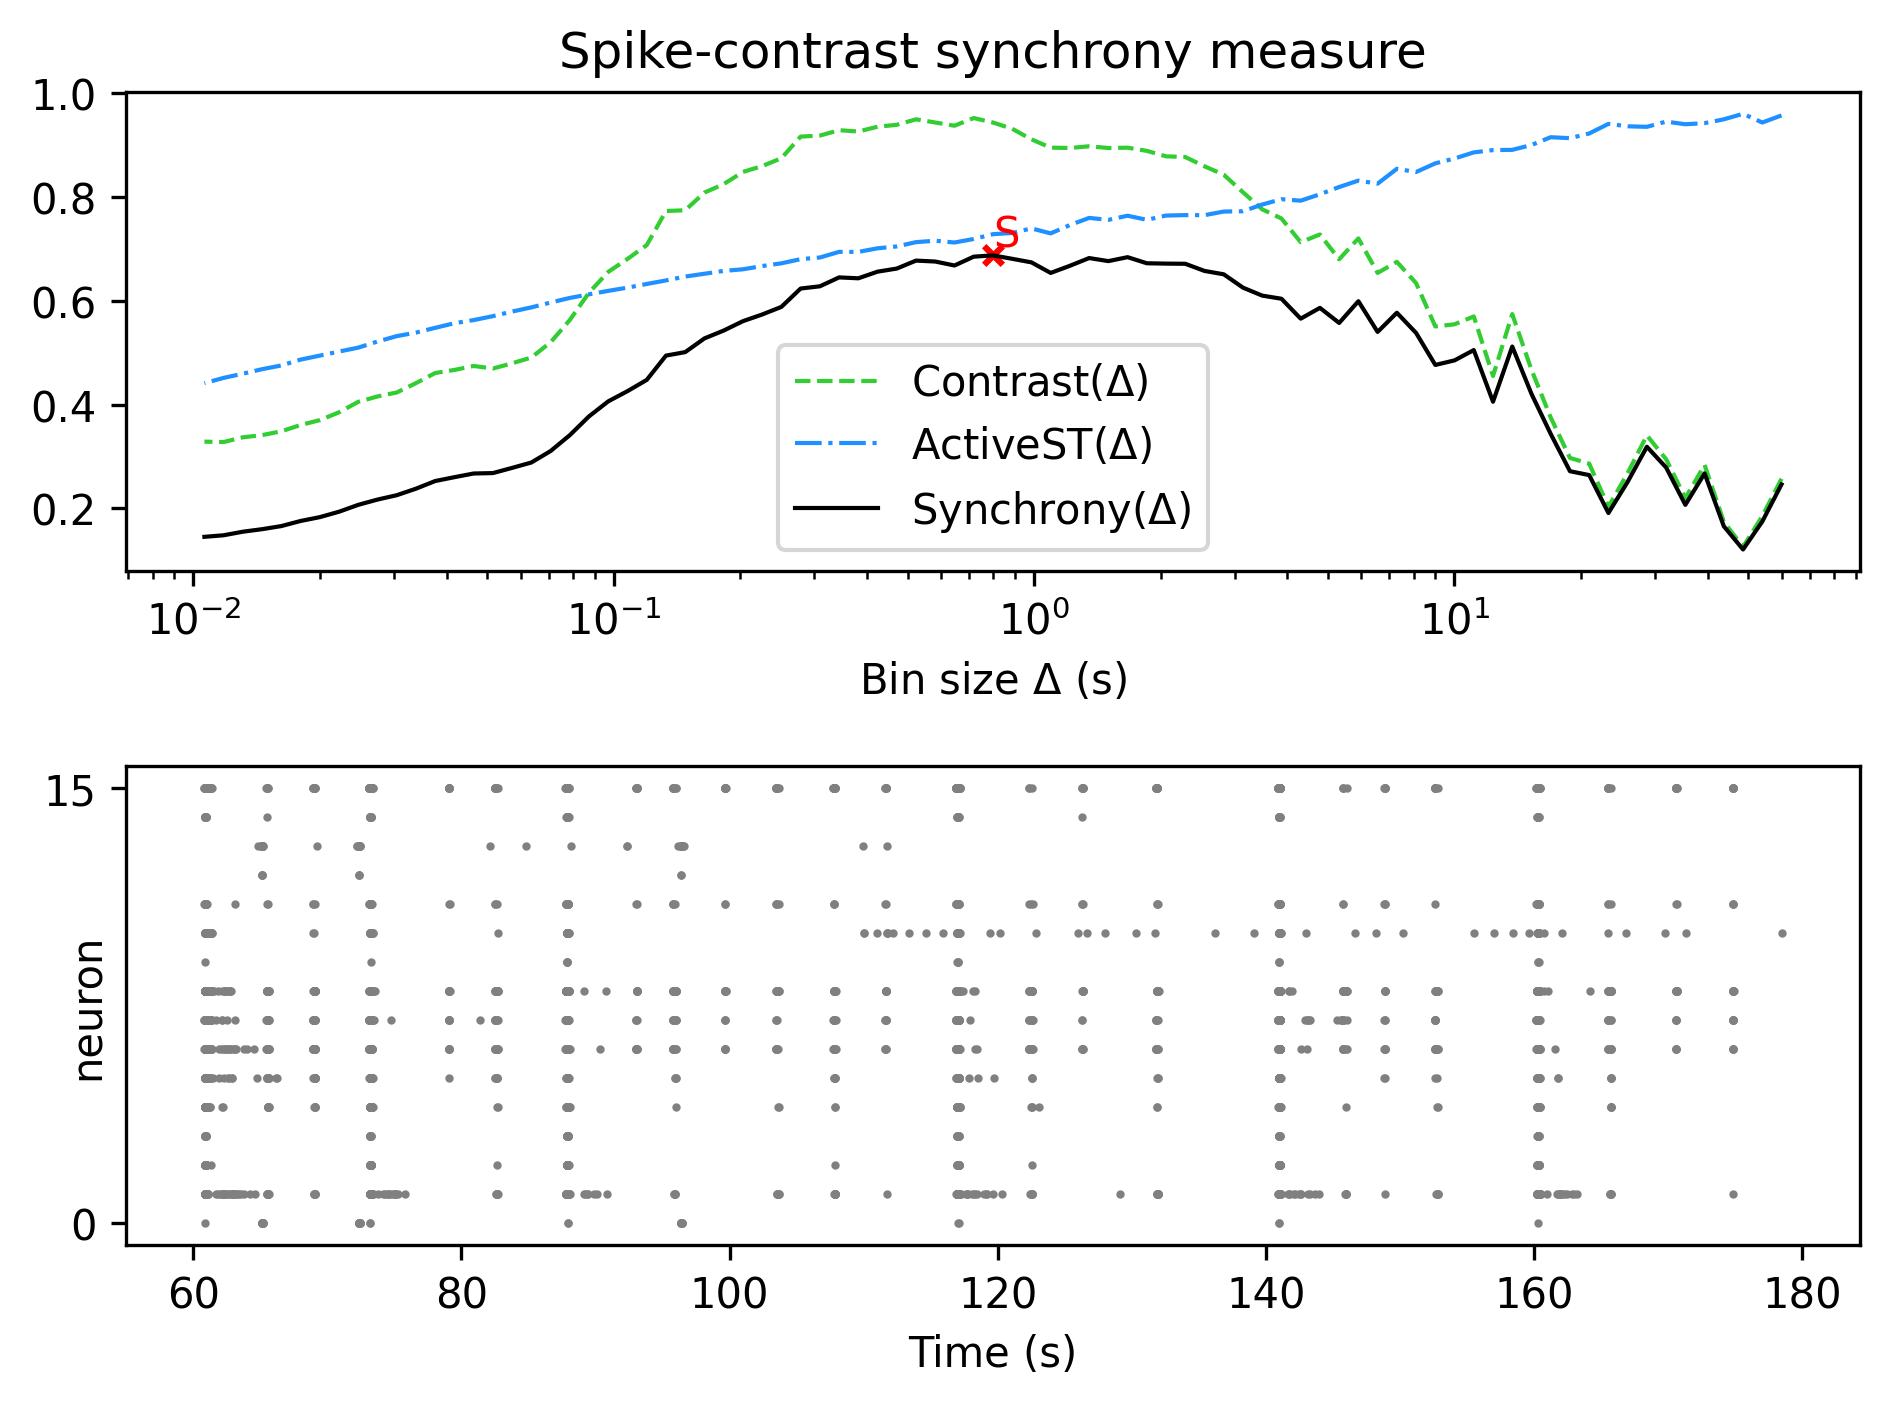 Spike-contrast synchrony measure
1.0
0.8
0.6
0.4
0.2
S
Contrast(Δ)
ActiveST(Δ)
Synchrony(Δ)
10⁻² 10⁻¹ 10⁰ 10¹
Bin size Δ (s)
15
neuron
0
60 80 100 120 140 160 180
Time (s)